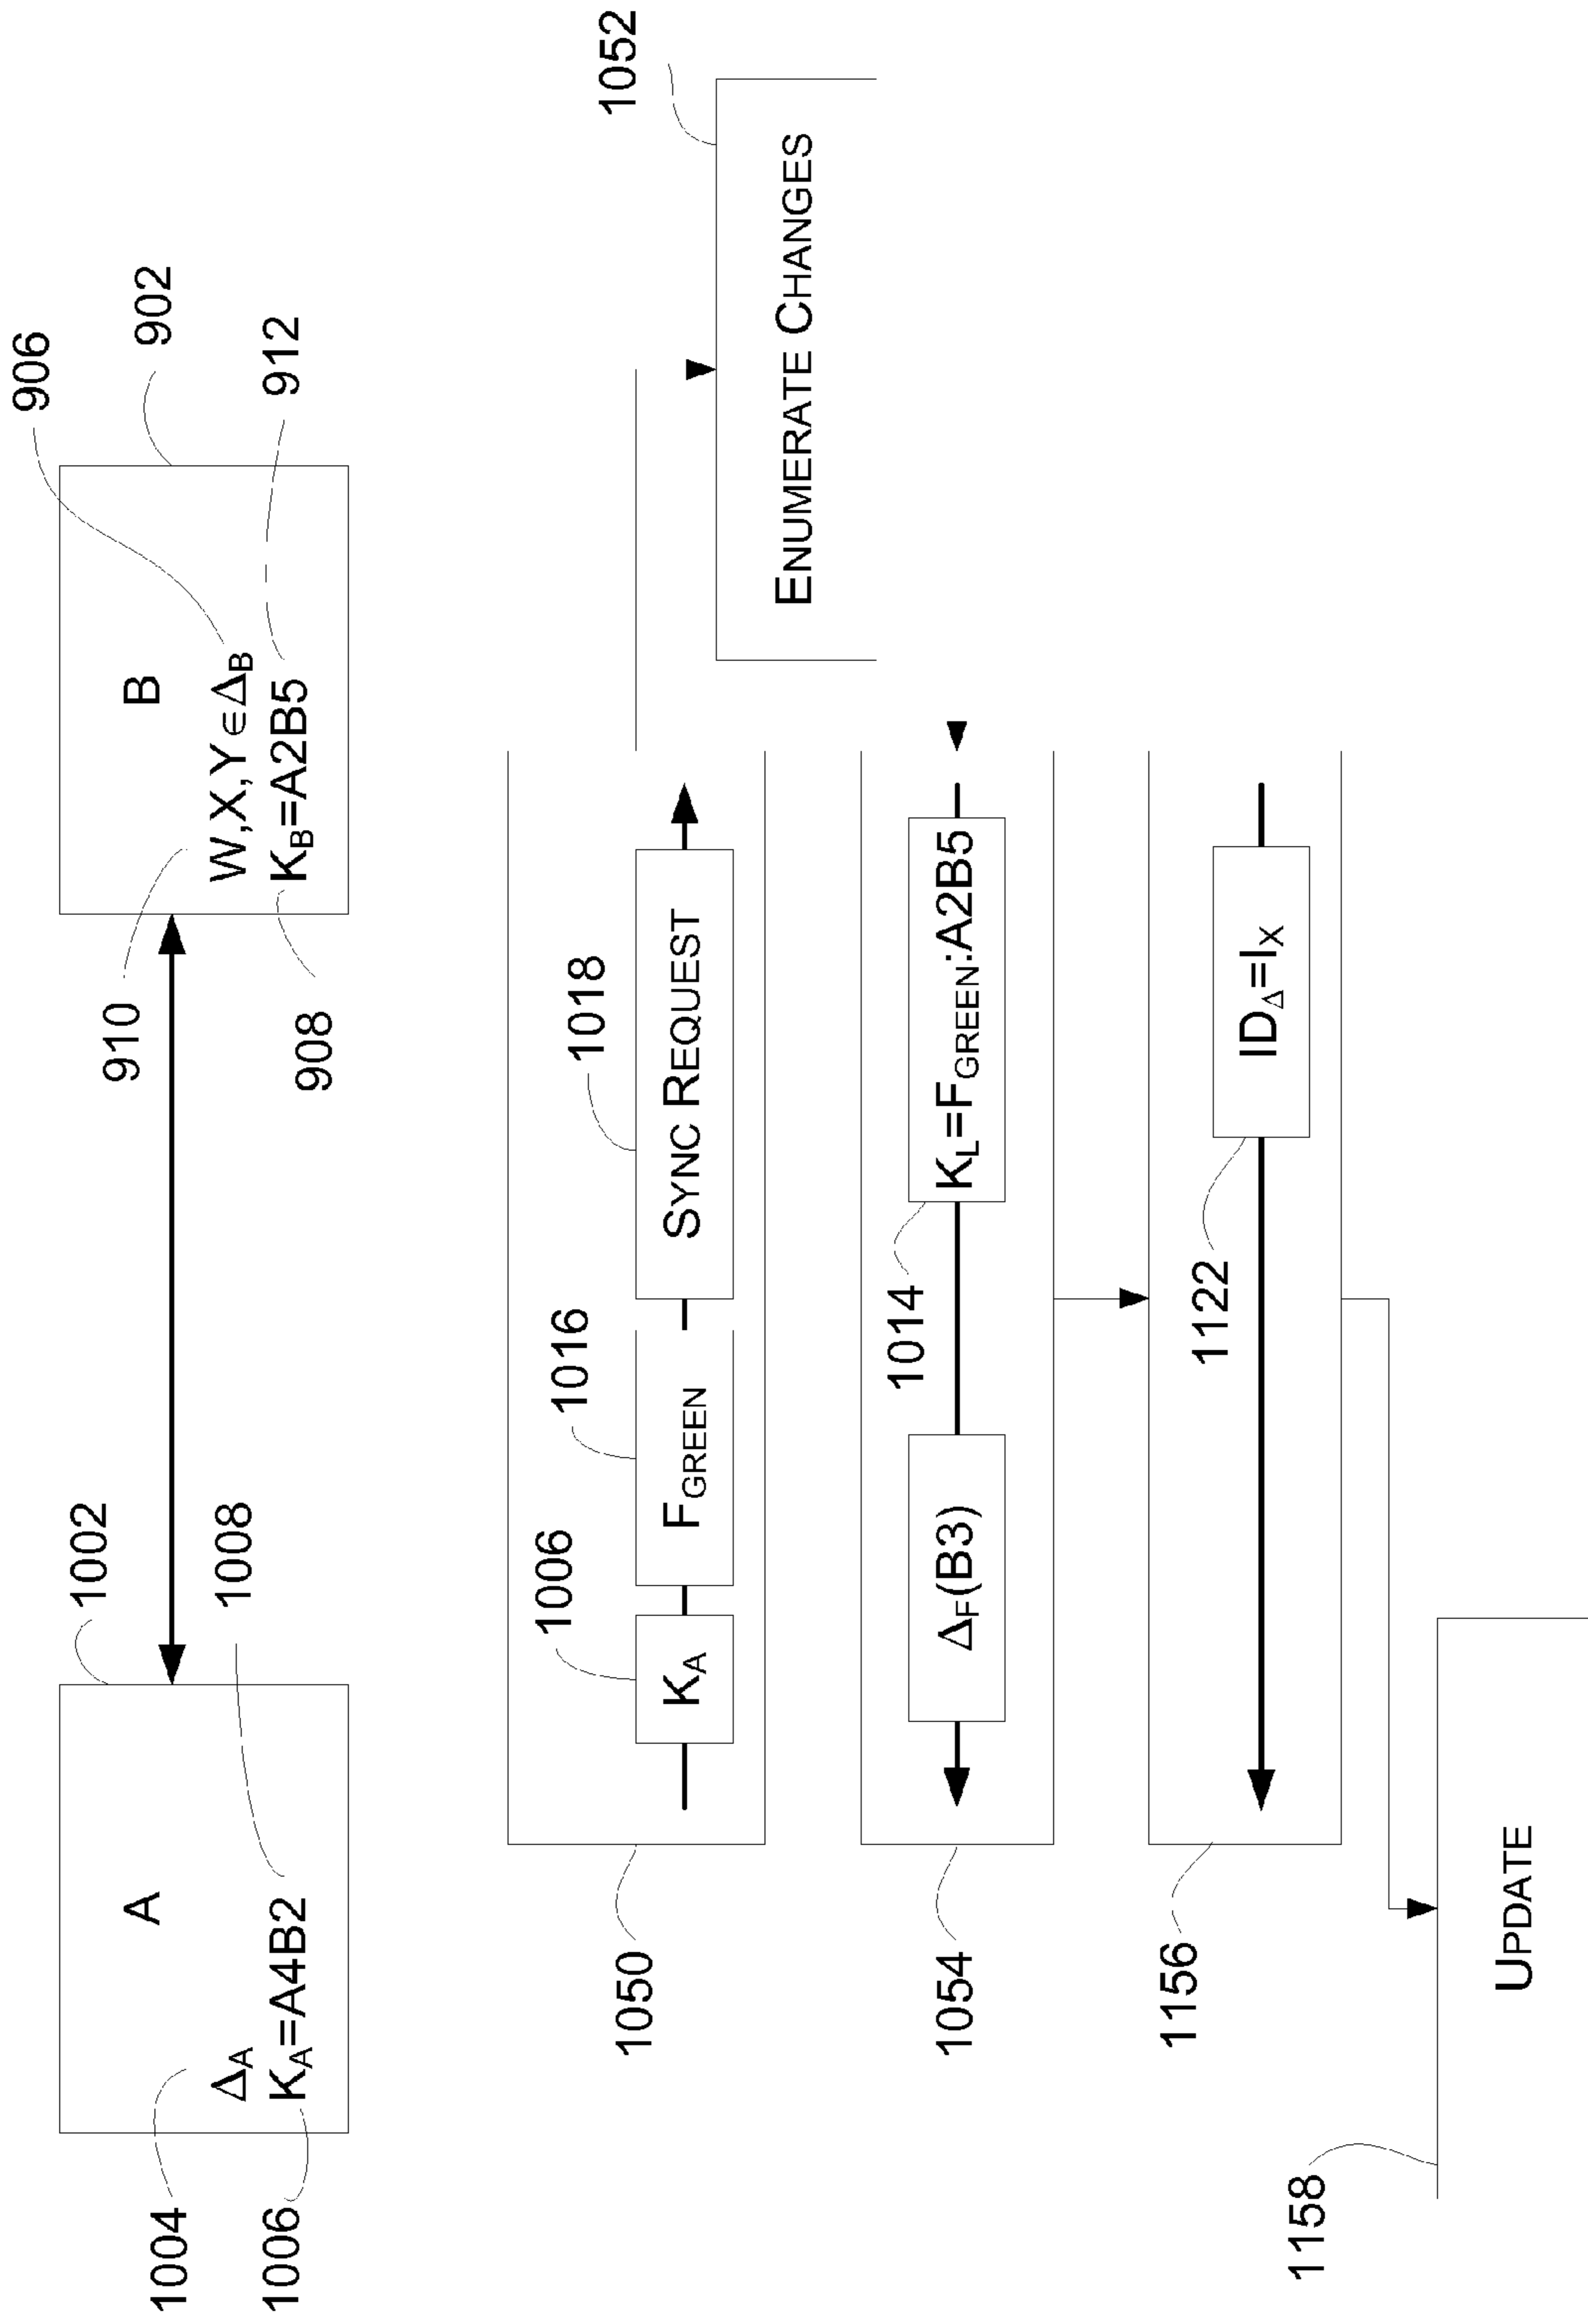 1002
A
1008
ΔA
KA=A4B2
1004
1006
906
902
B
912
W,X,Y∈ΔB
KB=A2B5
910
908
1006
1016
1018
KA
FGREEN
SYNC REQUEST
1050
1052
ENUMERATE CHANGES
ΔF(B3)
KL=FGREEN:A2B5
1014
1054
IDΔ=IX
1122
1156
UPDATE
1158